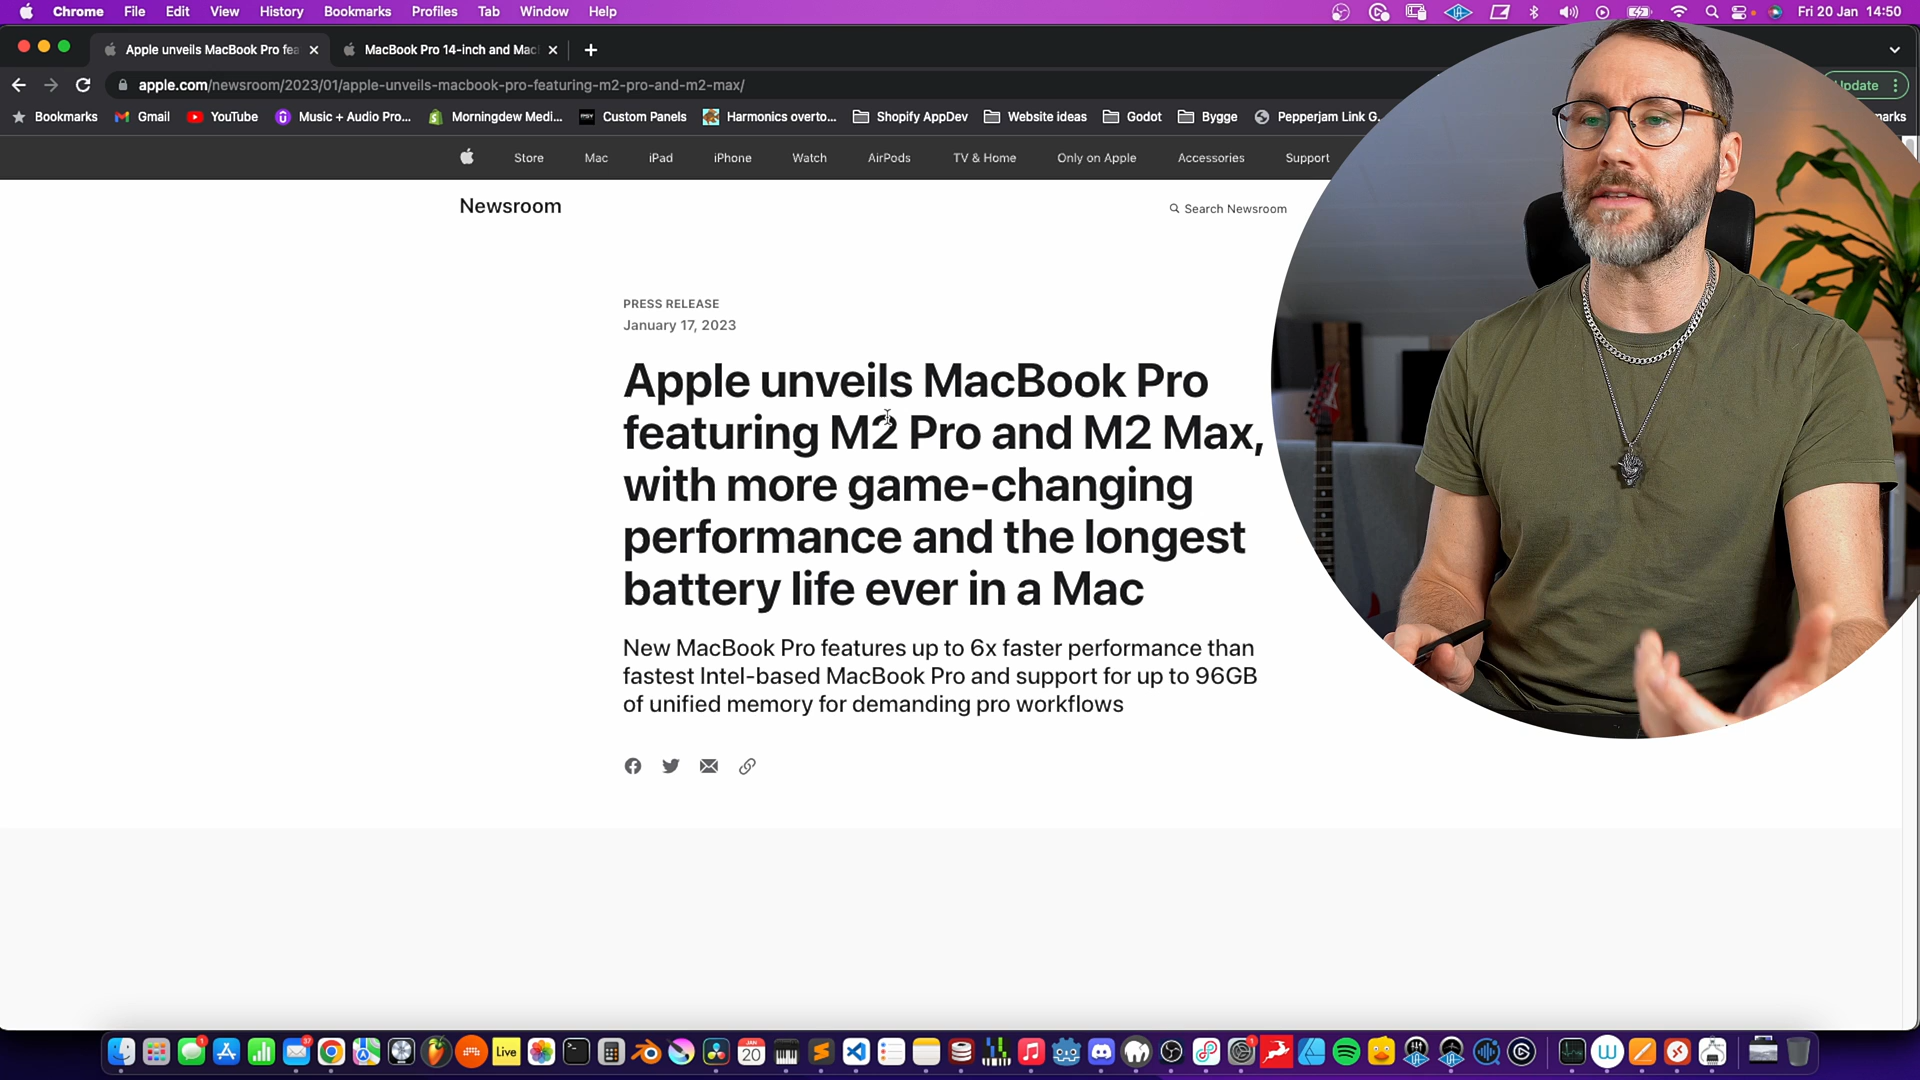 Chrome File Edit View History Bookmarks Profiles Tab Window Help Fri 20 Jan 14:50
Apple unveils MacBook Pro fea MacBook Pro 14-inch and Mac
apple.com/newsroom/2023/01/apple-unveils-macbook-pro-featuring-m2-pro-and-m2-max/ Update
Bookmarks Gmail YouTube Music + Audio Pro... Morningdew Medi... Custom Panels Harmonics overto... Shopify AppDev Website ideas Godot Bygge Pepperjam Link G... marks
Store Mac iPad iPhone Watch AirPods TV & Home Only on Apple Accessories Support
Newsroom Search Newsroom
PRESS RELEASE
January 17, 2023
Apple unveils MacBook Pro
featuring M2 Pro and M2 Max,
with more game-changing
performance and the longest
battery life ever in a Mac
New MacBook Pro features up to 6x faster performance than
fastest Intel-based MacBook Pro and support for up to 96GB
of unified memory for demanding pro workflows
Live JAN 20